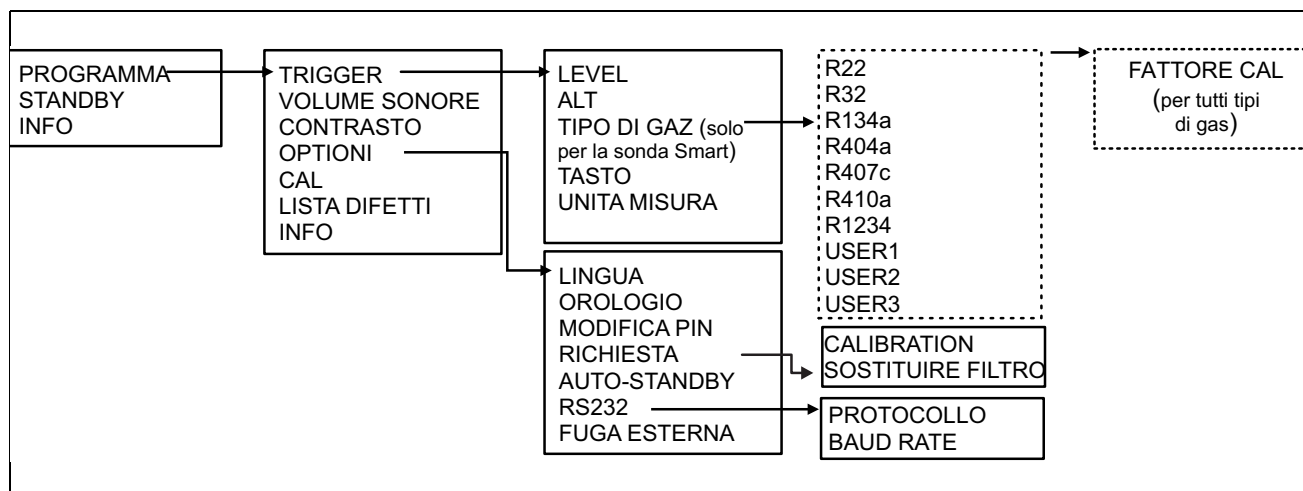 PROGRAMMA
STANDBY
INFO
TRIGGER
VOLUME SONORE
CONTRASTO
OPTIONI
CAL
LISTA DIFETTI
INFO
LEVEL
ALT
TIPO DI GAZ (solo
per la sonda Smart)
TASTO
UNITA MISURA
LINGUA
OROLOGIO
MODIFICA PIN
RICHIESTA
AUTO-STANDBY
RS232
FUGA ESTERNA
R22
R32
R134a
R404a
R407c
R410a
R1234
USER1
USER2
USER3
CALIBRATION
SOSTITUIRE FILTRO
PROTOCOLLO
BAUD RATE
FATTORE CAL
(per tutti tipi
di gas)